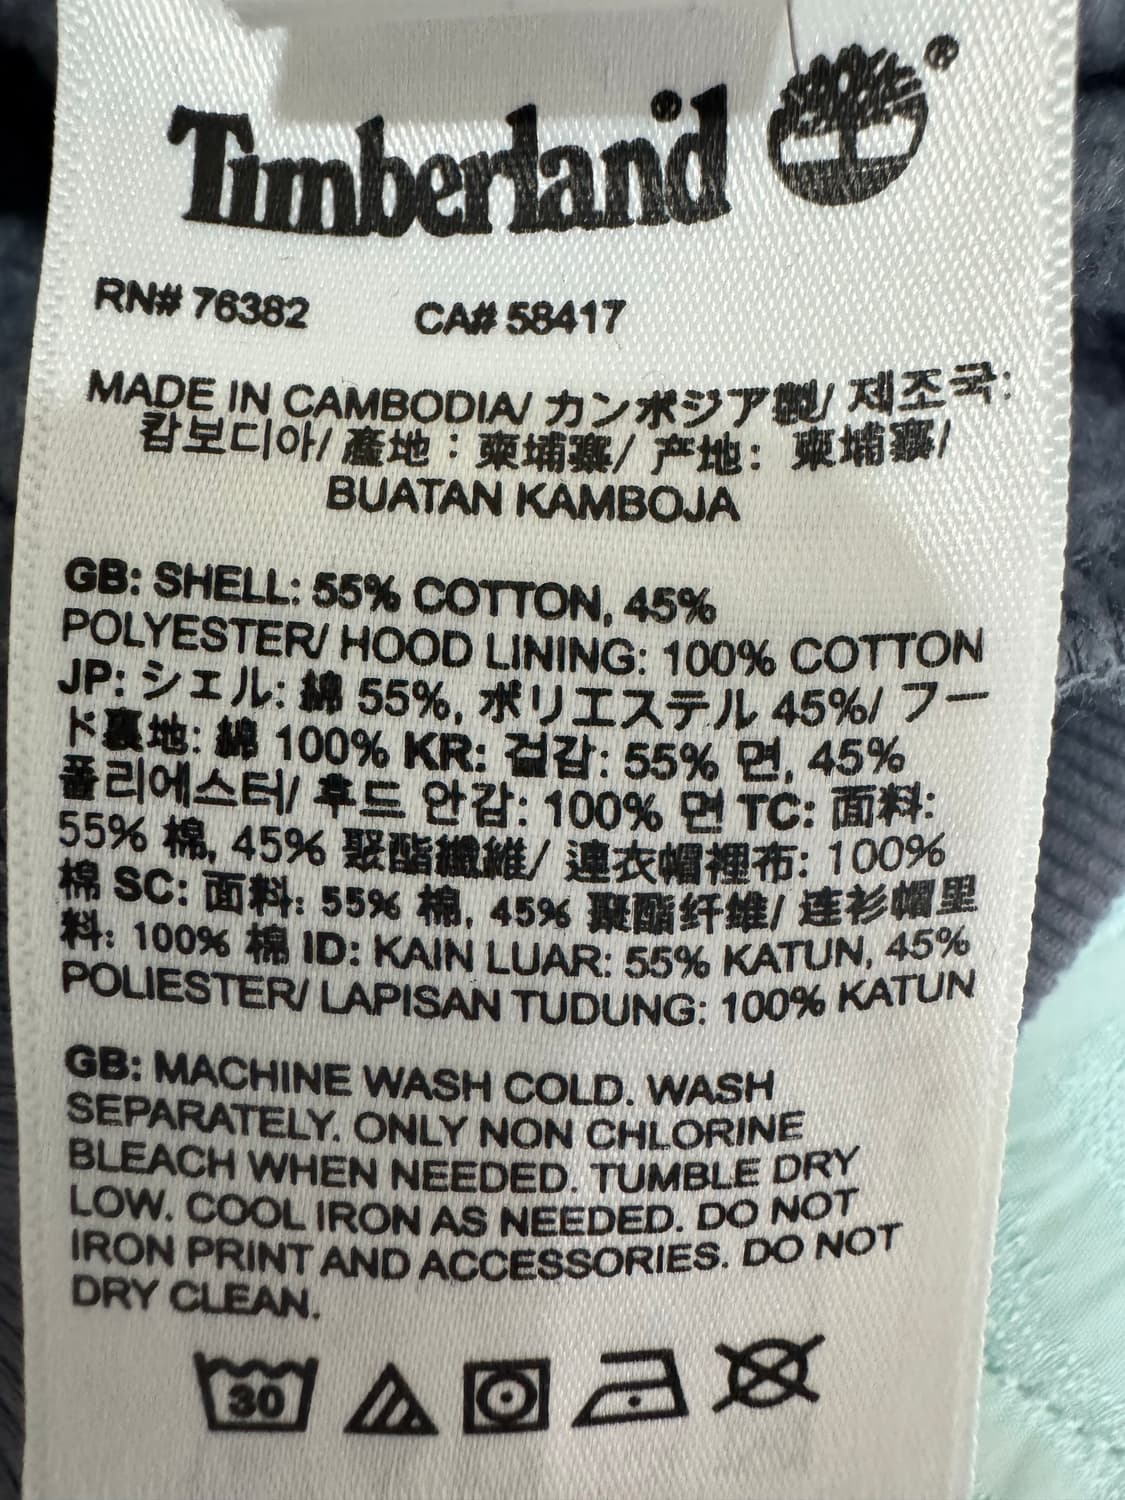 Timberland ®
RN# 76382 CA# 58417
MADE IN CAMBODIA/ カンボジア製/ 제조국:
캄보디아/ 產地：柬埔寨/ 产地: 柬埔寨/
BUATAN KAMBOJA
GB: SHELL: 55% COTTON, 45%
POLYESTER/ HOOD LINING: 100% COTTON
JP: シェル: 綿 55%, ポリエステル 45%/ フー
ド裏地: 綿 100% KR: 겉감: 55% 면, 45%
폴리에스터/ 후드 안감: 100% 면 TC: 面料:
55% 棉, 45% 聚酯纖維/ 連衣帽裡布: 100%
棉 SC: 面料: 55% 棉, 45% 聚酯纤维/ 连衫帽里
料: 100% 棉 ID: KAIN LUAR: 55% KATUN, 45%
POLIESTER/ LAPISAN TUDUNG: 100% KATUN
GB: MACHINE WASH COLD. WASH
SEPARATELY. ONLY NON CHLORINE
BLEACH WHEN NEEDED. TUMBLE DRY
LOW. COOL IRON AS NEEDED. DO NOT
IRON PRINT AND ACCESSORIES. DO NOT
DRY CLEAN.
30